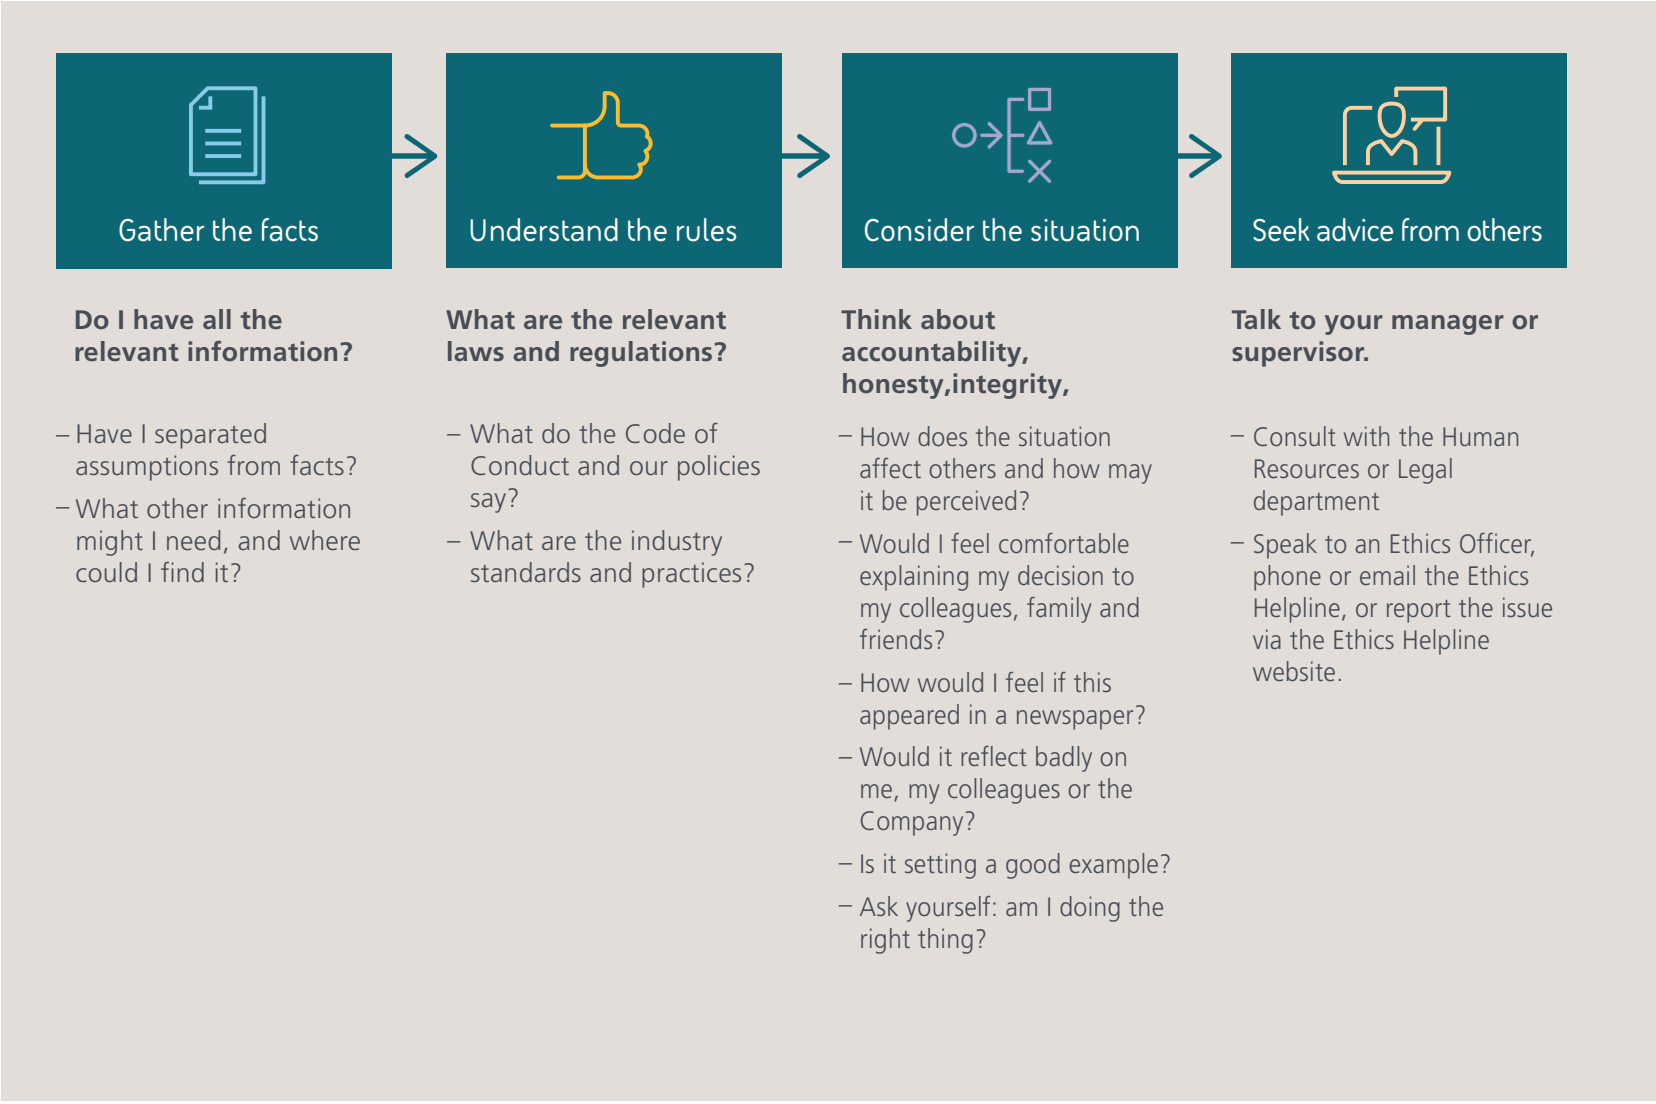 Gather the facts
Understand the rules
Consider the situation
Seek advice from others
Do I have all the
relevant information?
– Have I separated
assumptions from facts?
– What other information
might I need, and where
could I find it?
What are the relevant
laws and regulations?
– What do the Code of
Conduct and our policies
say?
– What are the industry
standards and practices?
Think about
accountability,
honesty,integrity,
– How does the situation
affect others and how may
it be perceived?
– Would I feel comfortable
explaining my decision to
my colleagues, family and
friends?
– How would I feel if this
appeared in a newspaper?
– Would it reflect badly on
me, my colleagues or the
Company?
– Is it setting a good example?
– Ask yourself: am I doing the
right thing?
Talk to your manager or
supervisor.
– Consult with the Human
Resources or Legal
department
– Speak to an Ethics Officer,
phone or email the Ethics
Helpline, or report the issue
via the Ethics Helpline
website.